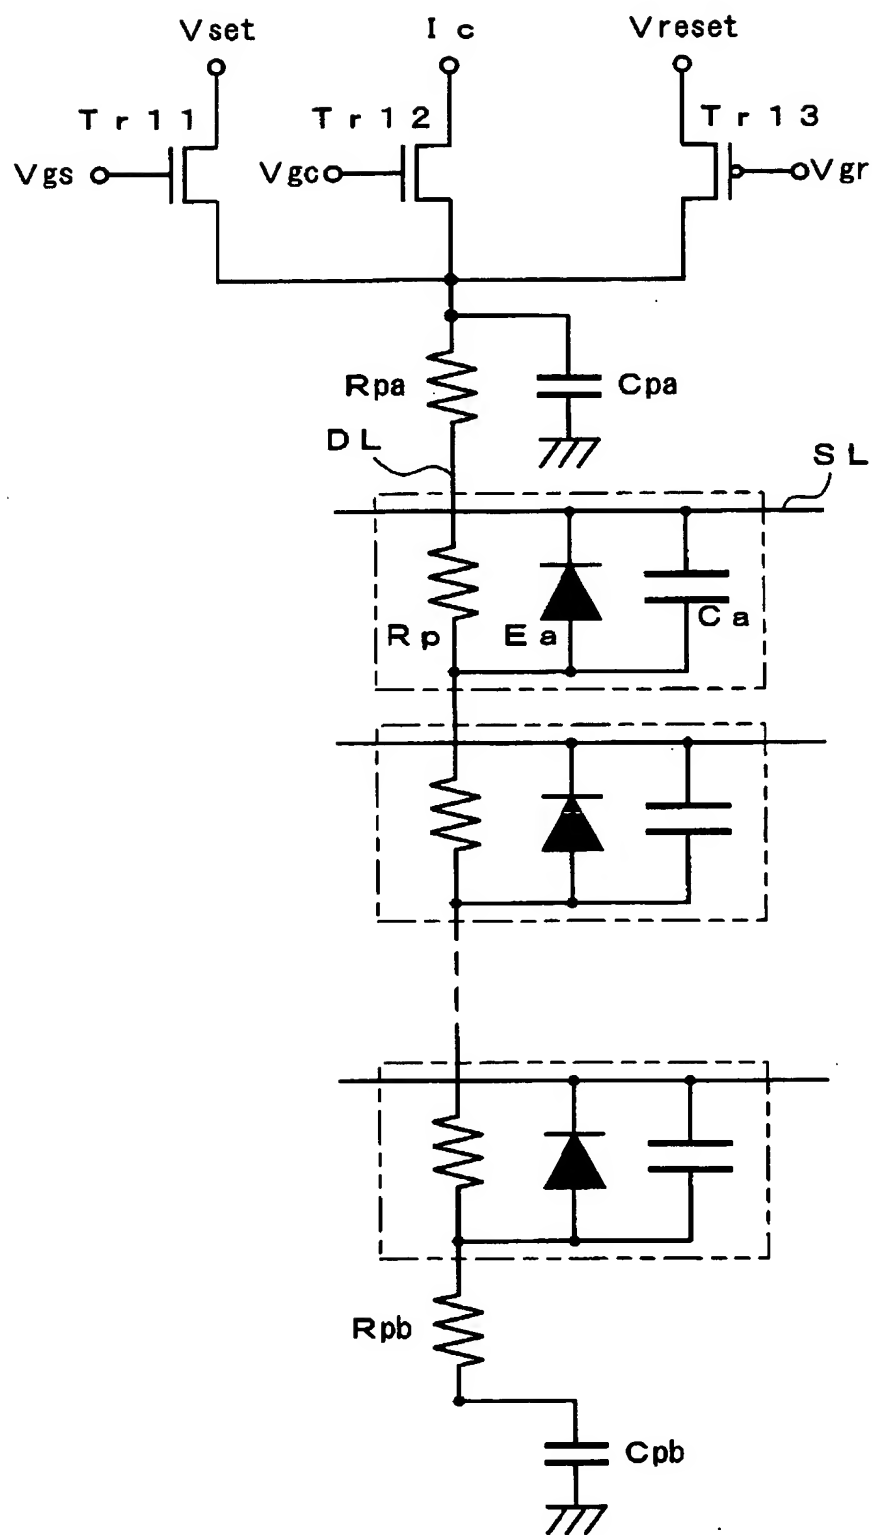 Vset
Ic
Vreset
Tr11
Tr12
Tr13
Vgs
Vgc
Vgr
Rpa
Cpa
DL
SL
Rp
Ea
Ca
Rpb
Cpb